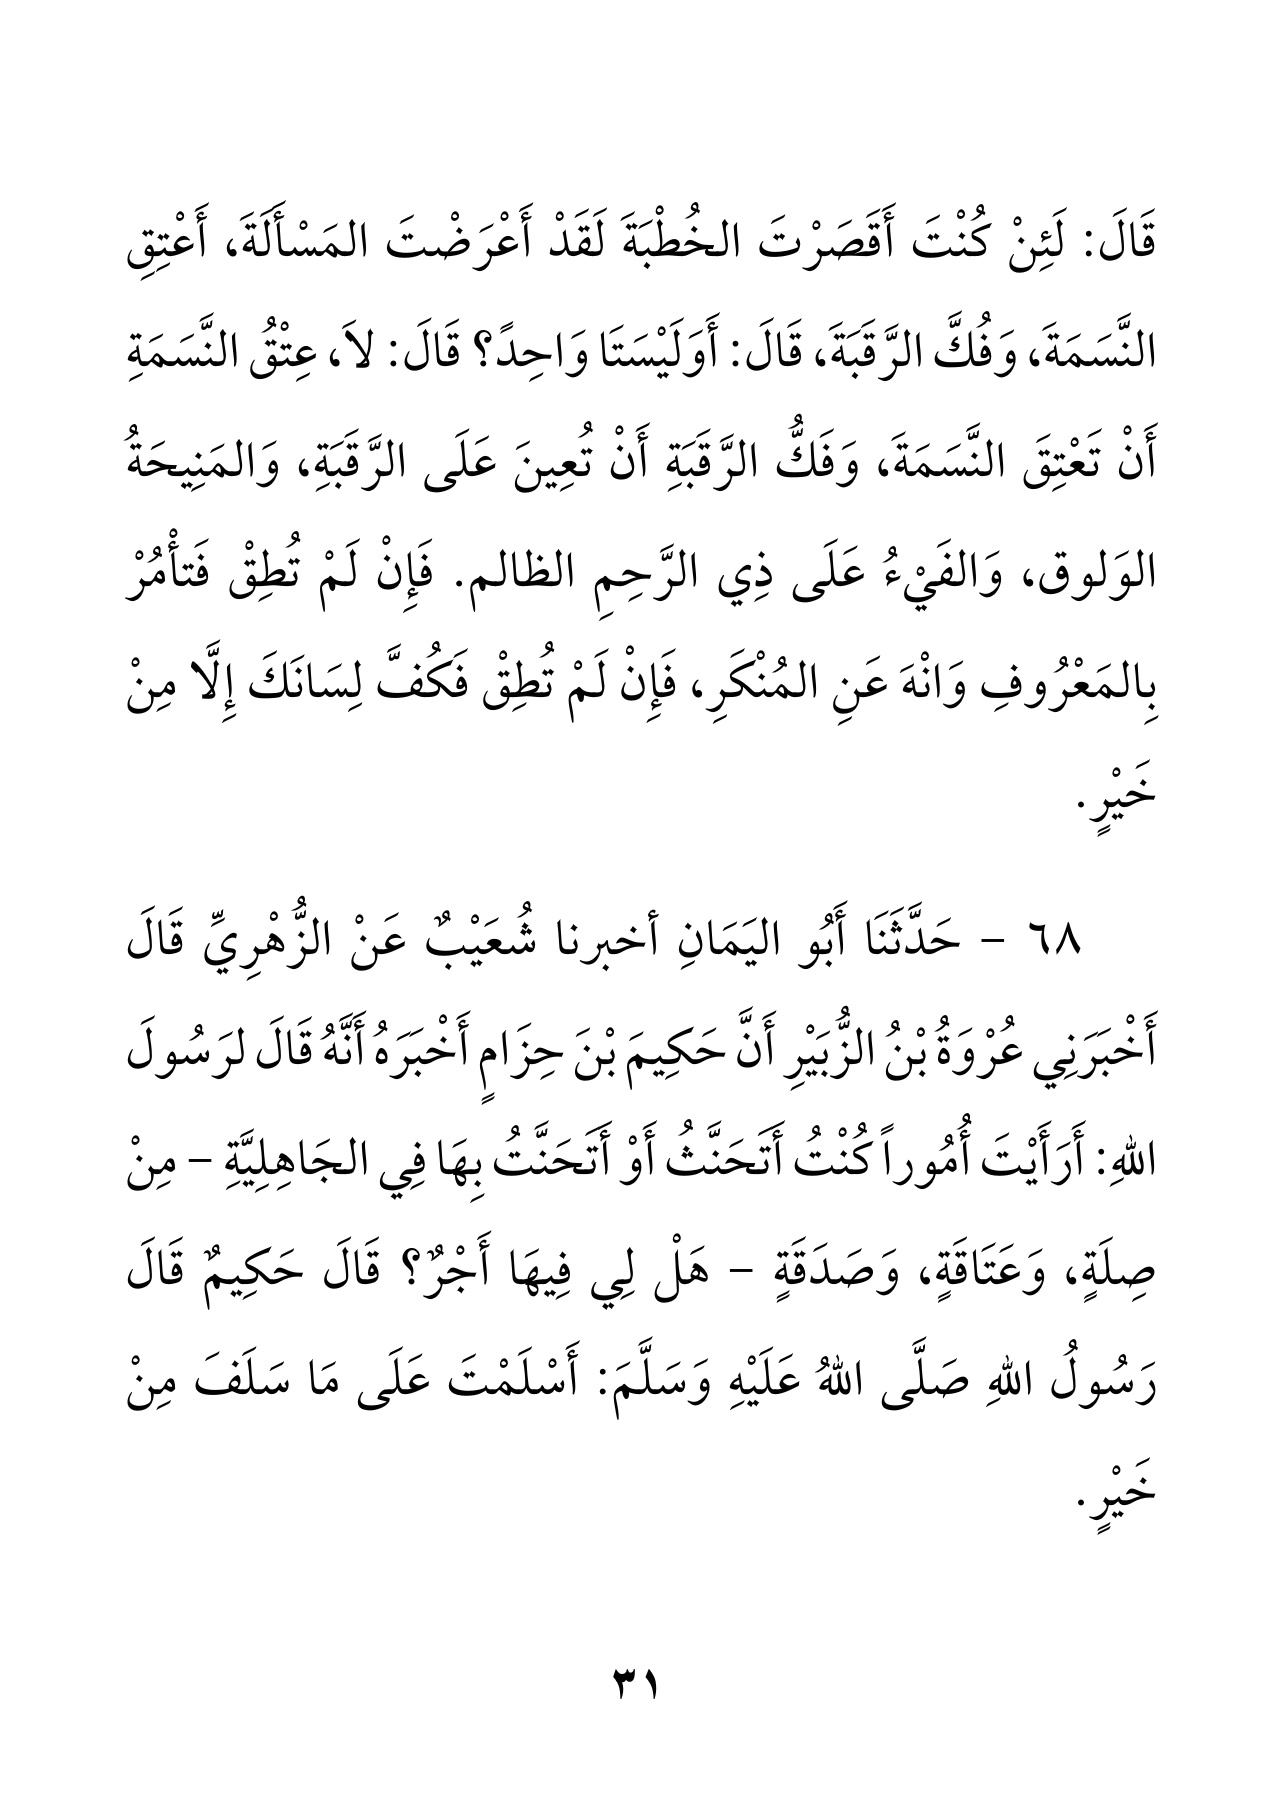 قَالَ: لَئِنْ كُنْتَ أَقَصَرْتَ الخُطْبَةَ لَقَدْ أَعْرَضْتَ المَسْأَلَةَ، أَعْتِقِ
النَّسَمَةَ، وَفُكَّ الرَّقَبَةَ، قَالَ: أَوَلَيْسَتَا وَاحِدً؟ قَالَ: لاَ، عِتْقُ النَّسَمَةِ
أَنْ تَعْتِقَ النَّسَمَةَ، وَفَكُّ الرَّقَبَةِ أَنْ تُعِينَ عَلَى الرَّقَبَةِ، وَالمَنِيحَةُ
الوَلوق، وَالفَيْءُ عَلَى ذِي الرَّحِمِ الظالم. فَإِنْ لَمْ تُطِقْ فَتأْمُرْ
بِالمَعْرُوفِ وَانْهَ عَنِ المُنْكَرِ، فَإِنْ لَمْ تُطِقْ فَكُفَّ لِسَانَكَ إِلَّا مِنْ
خَيْرٍ.
٦٨ – حَدَّثَنَا أَبُو اليَمَانِ أخبرنا شُعَيْبٌ عَنْ الزُّهْرِيِّ قَالَ
أَخْبَرَنِي عُرْوَةُ بْنُ الزُّبَيْرِ أَنَّ حَكِيمَ بْنَ حِزَامٍ أَخْبَرَهُ أَنَّهُ قَالَ لرَسُولَ
اللهِ: أَرَأَيْتَ أُمُوراً كُنْتُ أَتَحَنَّثُ أَوْ أَتَحَنَّتُ بِهَا فِي الجَاهِلِيَّةِ – مِنْ
صِلَةٍ، وَعَتَاقَةٍ، وَصَدَقَةٍ – هَلْ لِي فِيهَا أَجْرٌ؟ قَالَ حَكِيمٌ قَالَ
رَسُولُ اللهِ صَلَّى اللهُ عَلَيْهِ وَسَلَّمَ: أَسْلَمْتَ عَلَى مَا سَلَفَ مِنْ
خَيْرٍ.
٣١